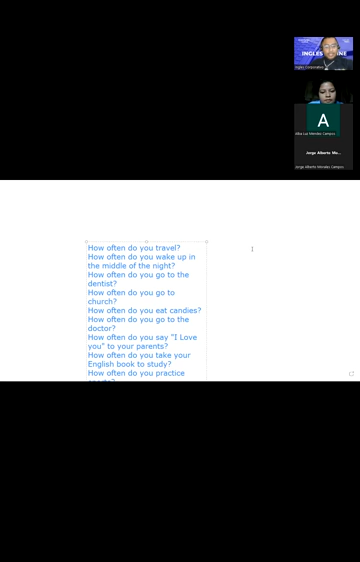 INGLES
Ingles Corporativo
A
Alba Luz Mendez Campos
Jorge Alberto Me...
Jorge Alberto Mendez Campos
How often do you travel?
How often do you wake up in
the middle of the night?
How often do you go to the
dentist?
How often do you go to
church?
How often do you eat candies?
How often do you go to the
doctor?
How often do you say "I Love
you" to your parents?
How often do you take your
English book to study?
How often do you practice